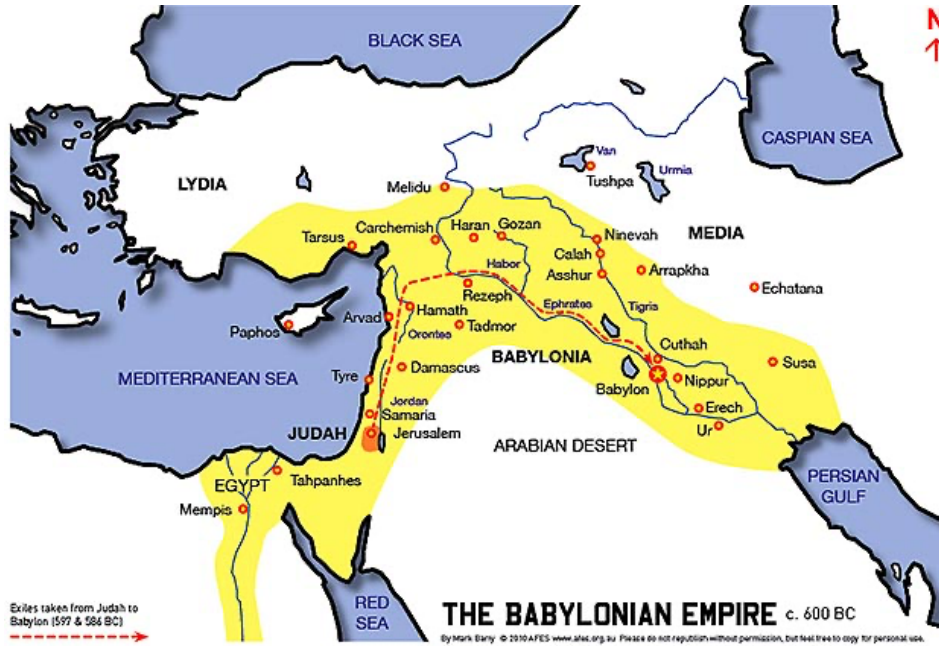 N
BLACK SEA
CASPIAN SEA
Van
Tushpa
Urmia
LYDIA
Melidu
MEDIA
Tarsus
Carchemish
Haran
Gozan
Ninevah
Calah
Asshur
Arrapkha
Habor
Echatana
Rezeph
Ephrates
Tigris
Paphos
Arvad
Hamath
Orontes
Tadmor
BABYLONIA
Cuthah
Susa
MEDITERRANEAN SEA
Tyre
Damascus
Babylon
Nippur
Jordan
Samaria
Erech
JUDAH
Jerusalem
Ur
ARABIAN DESERT
EGYPT
Tahpanhes
PERSIAN
GULF
Mempis
RED
SEA
Exiles taken from Judah to
Babylon (597 & 586 BC)
THE BABYLONIAN EMPIRE c. 600 BC
By Mark Barry © 2010 AFES www.afes.org.au Please do not republish without permission, but feel free to copy for personal use.